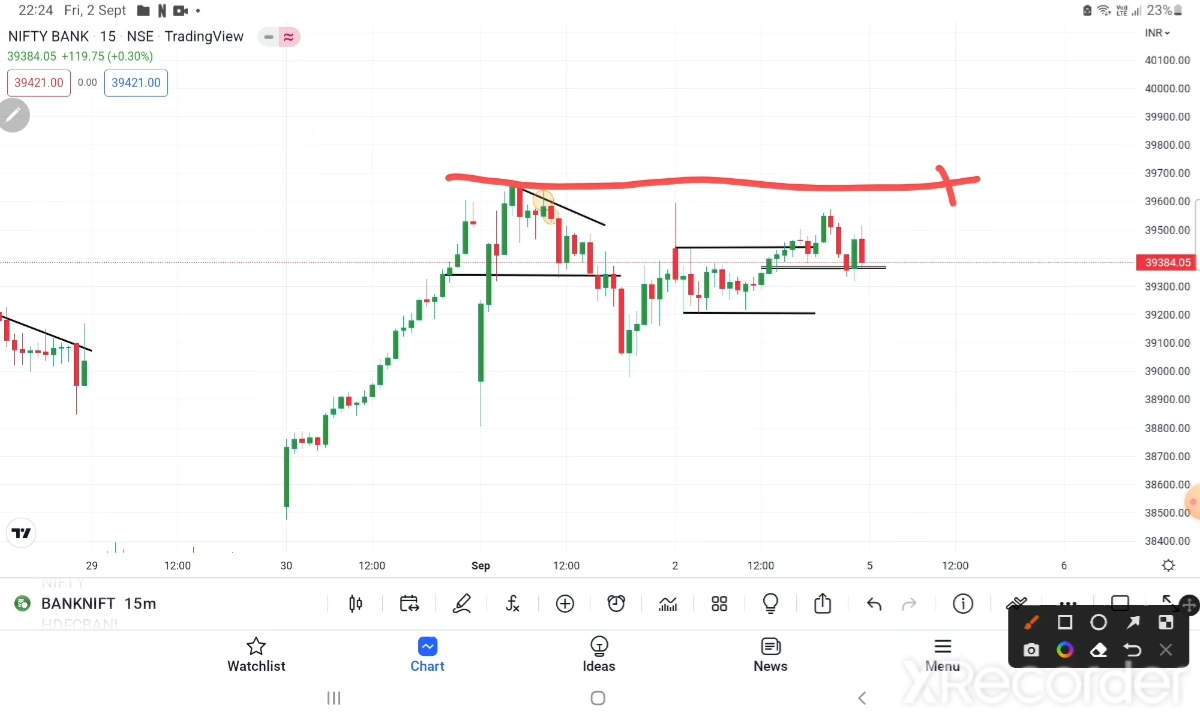 22:24 Fri, 2 Sept
23%
NIFTY BANK · 15 · NSE TradingView
INR
39384.05 +119.75 (+0.30%)
39421.00 0.00 39421.00
40100.00
40000.00
39900.00
39800.00
39700.00
39600.00
39500.00
39384.05
39300.00
39200.00
39100.00
39000.00
38900.00
38800.00
38700.00
38600.00
38500.00
38400.00
29 12:00 30 12:00 Sep 12:00 2 12:00 5 12:00 6
NIFTY
BANKNIFT 15m
HDFCBANK
Watchlist Chart Ideas News Menu
XRecorder